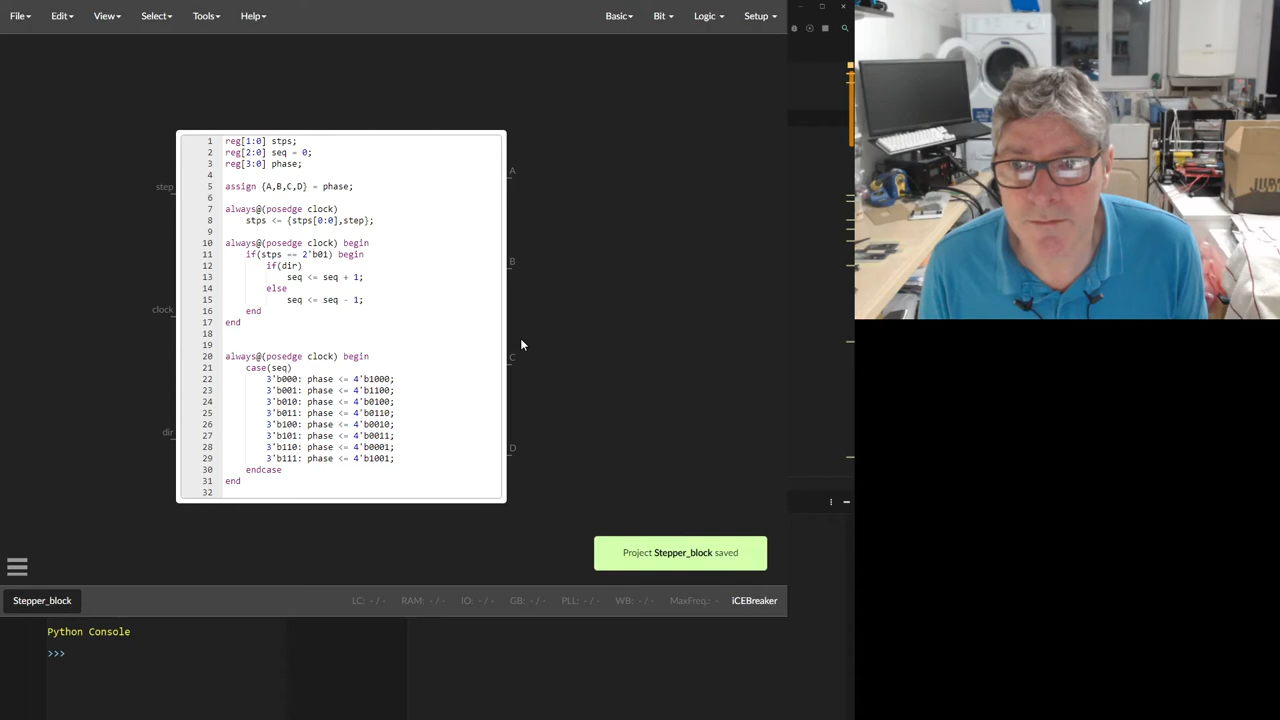 File Edit View Select Tools Help Basic Bit Logic Setup
step
clock
dir
1 reg[1:0] stps;
2 reg[2:0] seq = 0;
3 reg[3:0] phase;
4
5 assign {A,B,C,D} = phase;
6
7 always@(posedge clock)
8 stps <= {stps[0:0],step};
9
10 always@(posedge clock) begin
11 if(stps == 2'b01) begin
12 if(dir)
13 seq <= seq + 1;
14 else
15 seq <= seq - 1;
16 end
17 end
18
19
20 always@(posedge clock) begin
21 case(seq)
22 3'b000: phase <= 4'b1000;
23 3'b001: phase <= 4'b1100;
24 3'b010: phase <= 4'b0100;
25 3'b011: phase <= 4'b0110;
26 3'b100: phase <= 4'b0010;
27 3'b101: phase <= 4'b0011;
28 3'b110: phase <= 4'b0001;
29 3'b111: phase <= 4'b1001;
30 endcase
31 end
32
A
B
C
D
Project Stepper_block saved
Stepper_block LC: - / - RAM: - / - IO: - / - GB: - / - PLL: - / - WB: - / - MaxFreq.: - iCEBreaker
Python Console
>>>